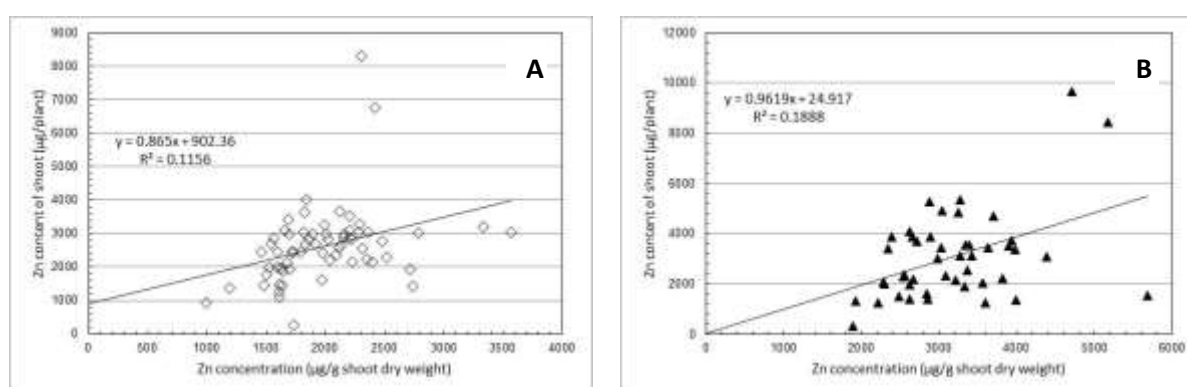 A
9000
8000
7000
6000
5000
4000
3000
2000
1000
0
Zn content of shoot (µg/plant)
y = 0.865x + 902.36
R² = 0.1156
0 500 1000 1500 2000 2500 3000 3500 4000
Zn concentration (µg/g shoot dry weight)
B
12000
10000
8000
6000
4000
2000
0
Zn content of shoot (µg/plant)
y = 0.9619x + 24.917
R² = 0.1888
0 1000 2000 3000 4000 5000 6000
Zn concentration (µg/g shoot dry weight)